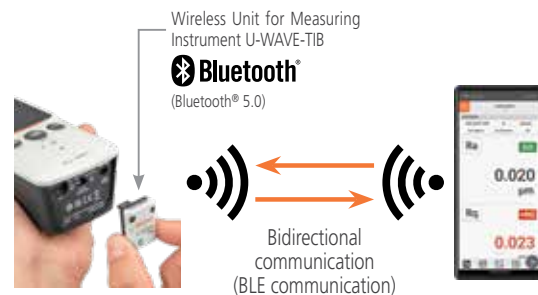 Wireless Unit for Measuring
Instrument U-WAVE-TIB
Bluetooth®
(Bluetooth® 5.0)
Bidirectional
communication
(BLE communication)
Ra
0.020
µm
Rq
0.023